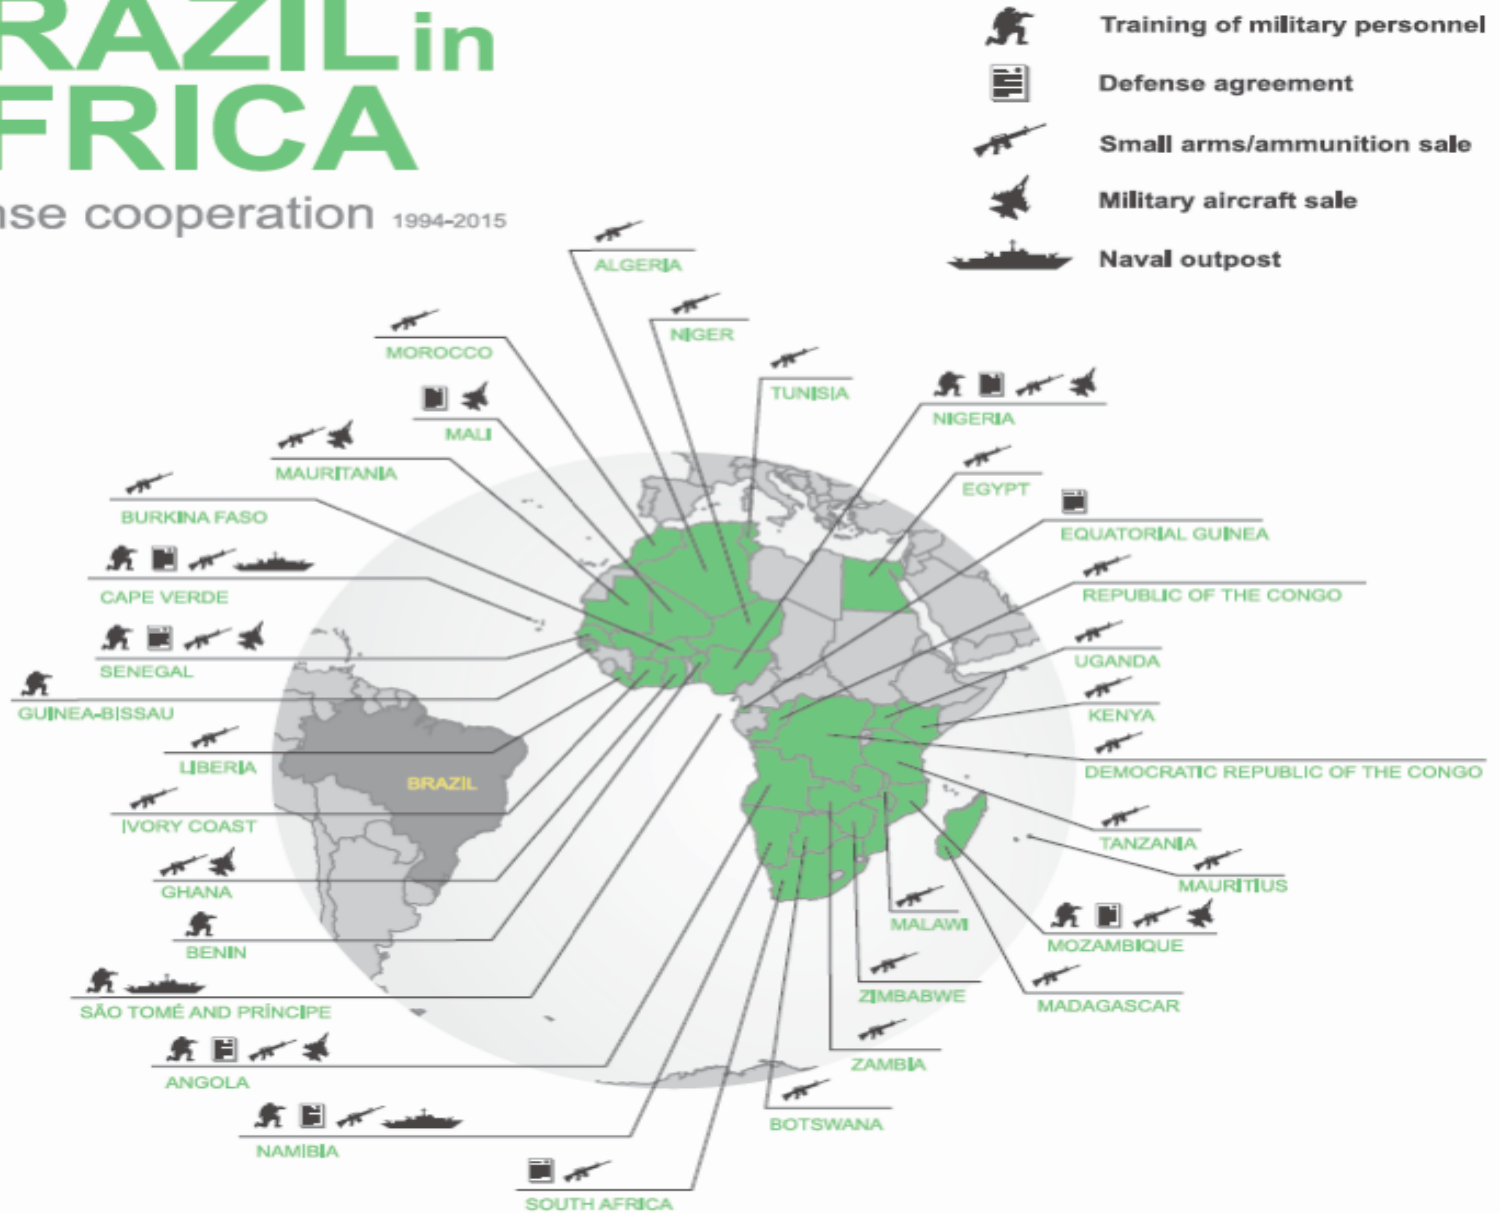 RAZIL in
FRICA
nse cooperation 1994-2015
Training of military personnel
Defense agreement
Small arms/ammunition sale
Military aircraft sale
Naval outpost
ALGERIA
NIGER
MOROCCO
TUNISIA
NIGERIA
MALI
MAURITANIA
EGYPT
BURKINA FASO
EQUATORIAL GUINEA
CAPE VERDE
REPUBLIC OF THE CONGO
SENEGAL
UGANDA
GUINEA-BISSAU
KENYA
LIBERIA
DEMOCRATIC REPUBLIC OF THE CONGO
BRAZIL
IVORY COAST
TANZANIA
GHANA
MAURITIUS
MALAWI
BENIN
MOZAMBIQUE
ZIMBABWE
MADAGASCAR
SÃO TOMÉ AND PRÍNCIPE
ZAMBIA
ANGOLA
BOTSWANA
NAMIBIA
SOUTH AFRICA